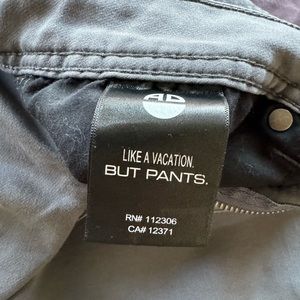 LIKE A VACATION.
BUT PANTS.
RN# 112306
CA# 12371